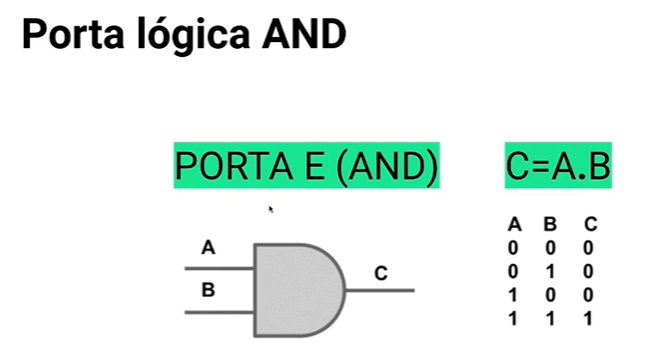 Porta lógica AND
PORTA E (AND)
C=A.B
A B C
0 0 0
0 1 0
1 0 0
1 1 1
A
B
C